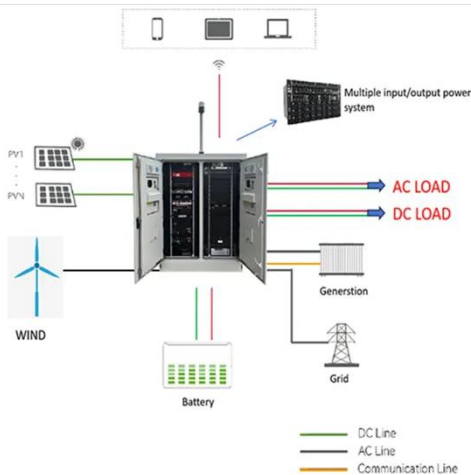 Multiple input/output power
system
PV1
PVN
AC LOAD
DC LOAD
WIND
Generstion
Grid
Battery
DC Line
AC Line
Communication Line